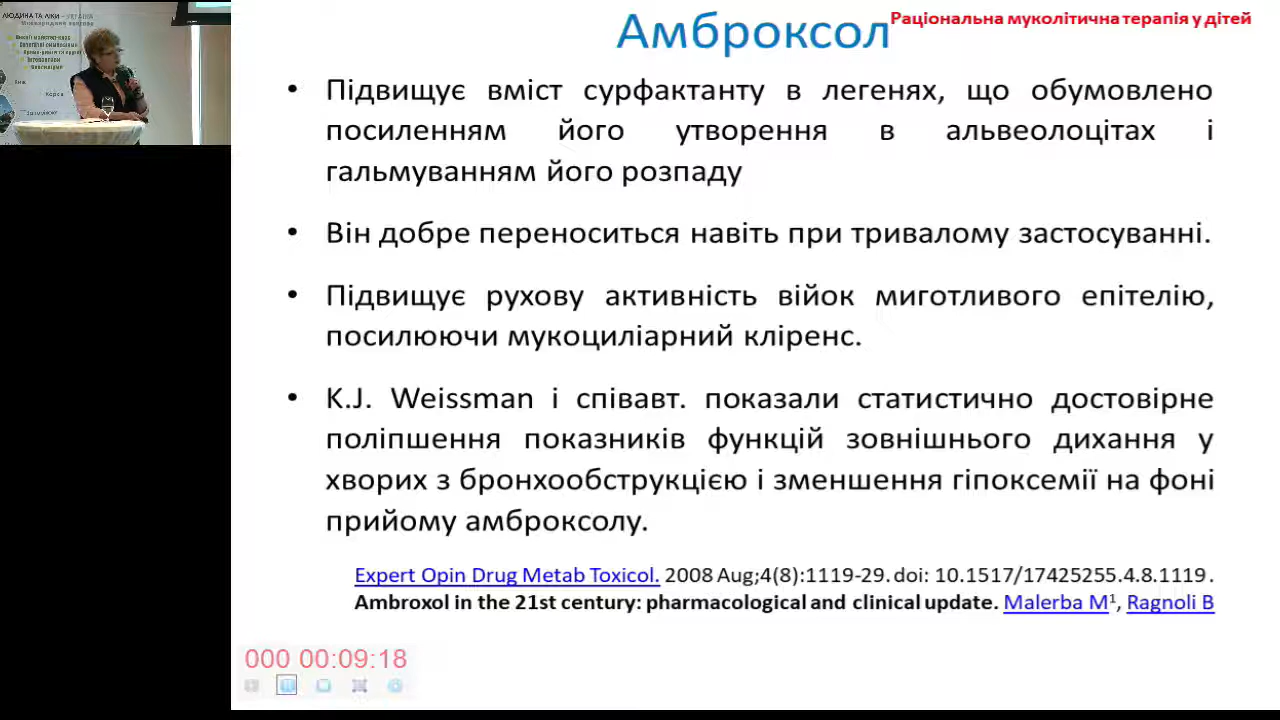 ЛЮДИНА ТА ЛІКИ – УКРАЇНА
Амброксол
Раціональна муколітична терапія у дітей
• Підвищує вміст сурфактанту в легенях, що обумовлено
посиленням його утворення в альвеолоцітах і
гальмуванням його розпаду
• Він добре переноситься навіть при тривалому застосуванні.
• Підвищує рухову активність війок миготливого епітелію,
посилюючи мукоциліарний кліренс.
• K.J. Weissman і співавт. показали статистично достовірне
поліпшення показників функцій зовнішнього дихання у
хворих з бронхообструкцією і зменшення гіпоксемії на фоні
прийому амброксолу.
Expert Opin Drug Metab Toxicol. 2008 Aug;4(8):1119-29. doi: 10.1517/17425255.4.8.1119.
Ambroxol in the 21st century: pharmacological and clinical update. Malerba M¹, Ragnoli B
000 00:09:18